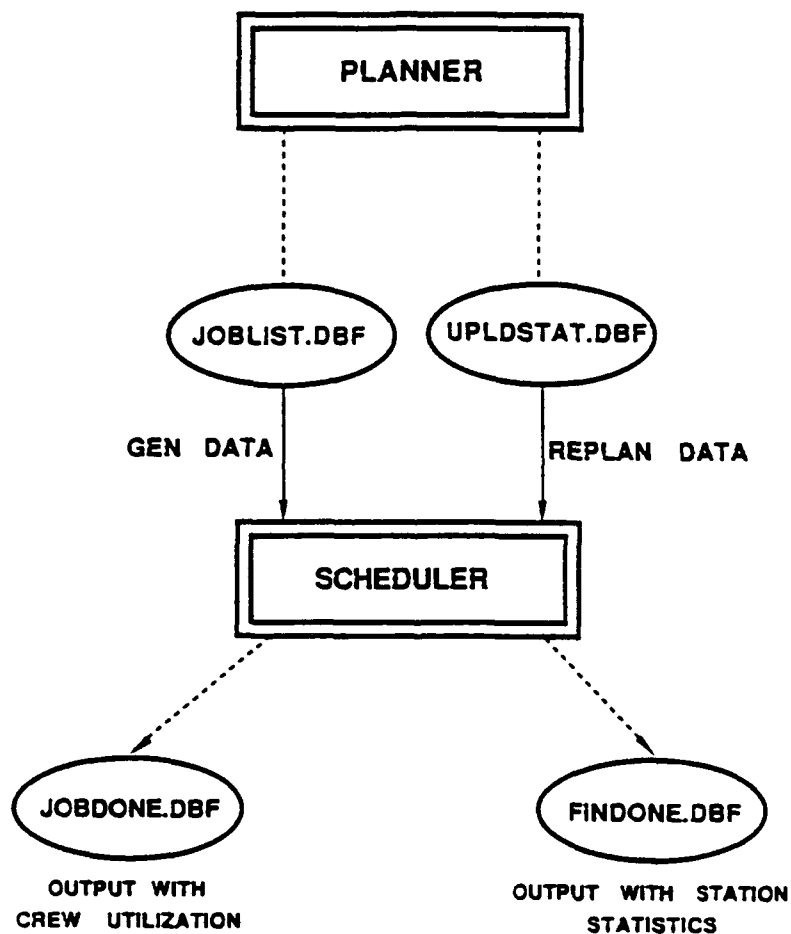 PLANNER
JOBLIST.DBF
UPLDSTAT.DBF
GEN DATA
REPLAN DATA
SCHEDULER
JOBDONE.DBF
FINDONE.DBF
OUTPUT WITH
CREW UTILIZATION
OUTPUT WITH STATION
STATISTICS